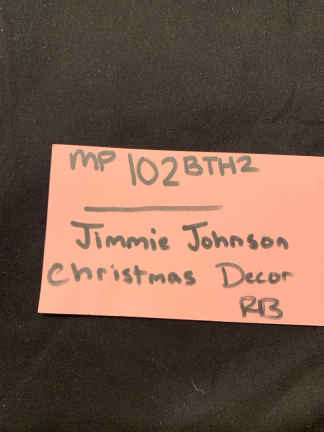 MP 102BTH2
Jimmie Johnson
Christmas Decor
RB